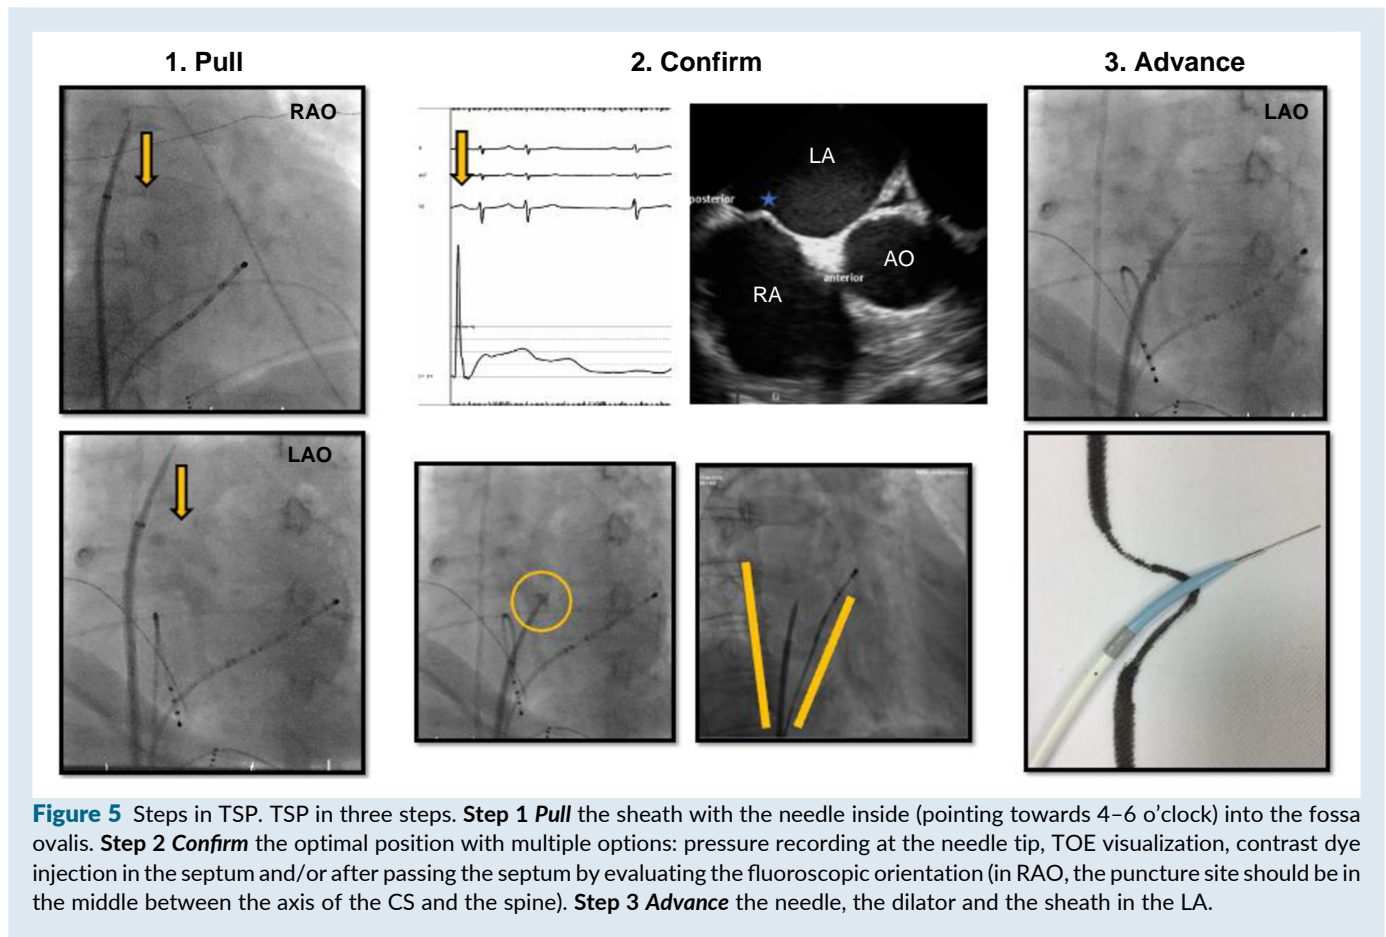 1. Pull
2. Confirm
3. Advance
RAO
LAO
LA
posterior
AO
anterior
RA
LAO
Figure 5 Steps in TSP. TSP in three steps. Step 1 Pull the sheath with the needle inside (pointing towards 4–6 o'clock) into the fossa
ovalis. Step 2 Confirm the optimal position with multiple options: pressure recording at the needle tip, TOE visualization, contrast dye
injection in the septum and/or after passing the septum by evaluating the fluoroscopic orientation (in RAO, the puncture site should be in
the middle between the axis of the CS and the spine). Step 3 Advance the needle, the dilator and the sheath in the LA.